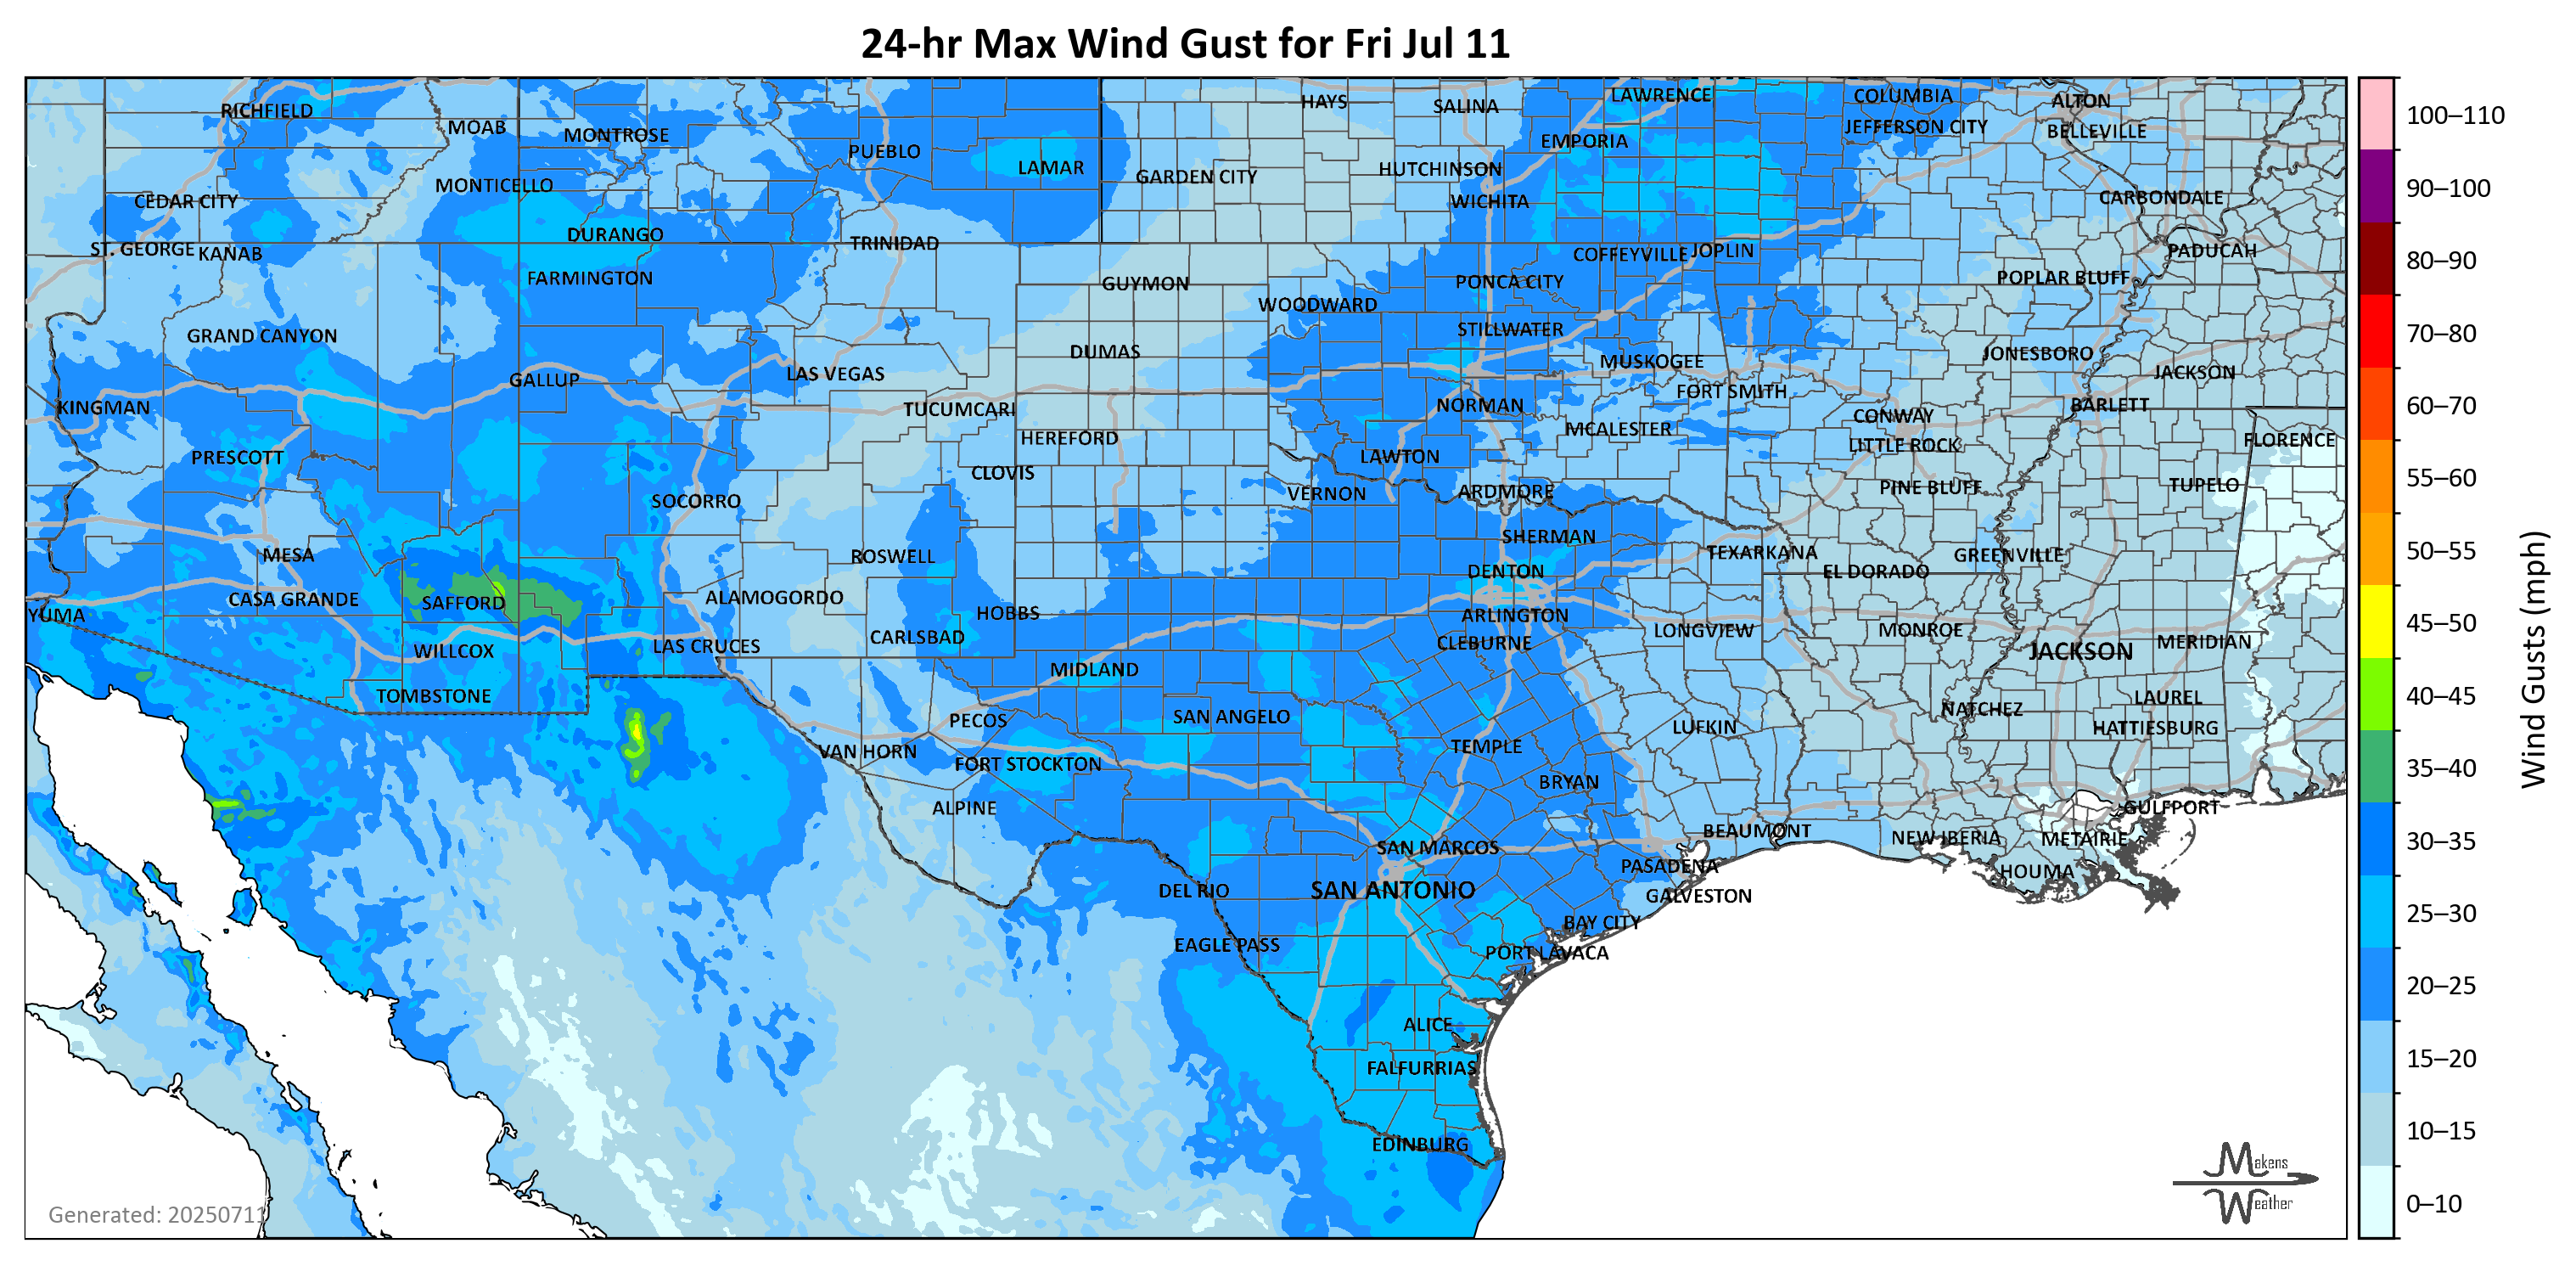 24-hr Max Wind Gust for Fri Jul 11
RICHFIELD
MOAB
MONTROSE
PUEBLO
LAMAR
HAYS
SALINA
LAWRENCE
COLUMBIA
ALTON
EMPORIA
JEFFERSON CITY
BELLEVILLE
MONTICELLO
GARDEN CITY
HUTCHINSON
CEDAR CITY
WICHITA
CARBONDALE
ST. GEORGE
KANAB
DURANGO
TRINIDAD
COFFEYVILLE
JOPLIN
PADUCAH
FARMINGTON
GUYMON
PONCA CITY
POPLAR BLUFF
WOODWARD
GRAND CANYON
STILLWATER
DUMAS
MUSKOGEE
JONESBORO
KINGMAN
GALLUP
LAS VEGAS
FORT SMITH
JACKSON
TUCUMCARI
NORMAN
CONWAY
BARLETT
HEREFORD
MCALESTER
LITTLE ROCK
FLORENCE
PRESCOTT
CLOVIS
LAWTON
SOCORRO
VERNON
ARDMORE
PINE BLUFF
TUPELO
MESA
ROSWELL
SHERMAN
TEXARKANA
GREENVILLE
DENTON
EL DORADO
YUMA
CASA GRANDE
SAFFORD
ALAMOGORDO
HOBBS
ARLINGTON
WILLCOX
LAS CRUCES
CARLSBAD
CLEBURNE
LONGVIEW
MONROE
JACKSON
MERIDIAN
TOMBSTONE
MIDLAND
LAUREL
PECOS
SAN ANGELO
NATCHEZ
LUFKIN
HATTIESBURG
VAN HORN
FORT STOCKTON
TEMPLE
ALPINE
BRYAN
GULFPORT
SAN MARCOS
BEAUMONT
NEW IBERIA
METAIRIE
DEL RIO
SAN ANTONIO
PASADENA
HOUMA
GALVESTON
EAGLE PASS
BAY CITY
PORT LAVACA
ALICE
FALFURRIAS
EDINBURG
Generated: 20250711
Makens
Weather
100–110
90–100
80–90
70–80
60–70
55–60
50–55
45–50
40–45
35–40
30–35
25–30
20–25
15–20
10–15
0–10
Wind Gusts (mph)